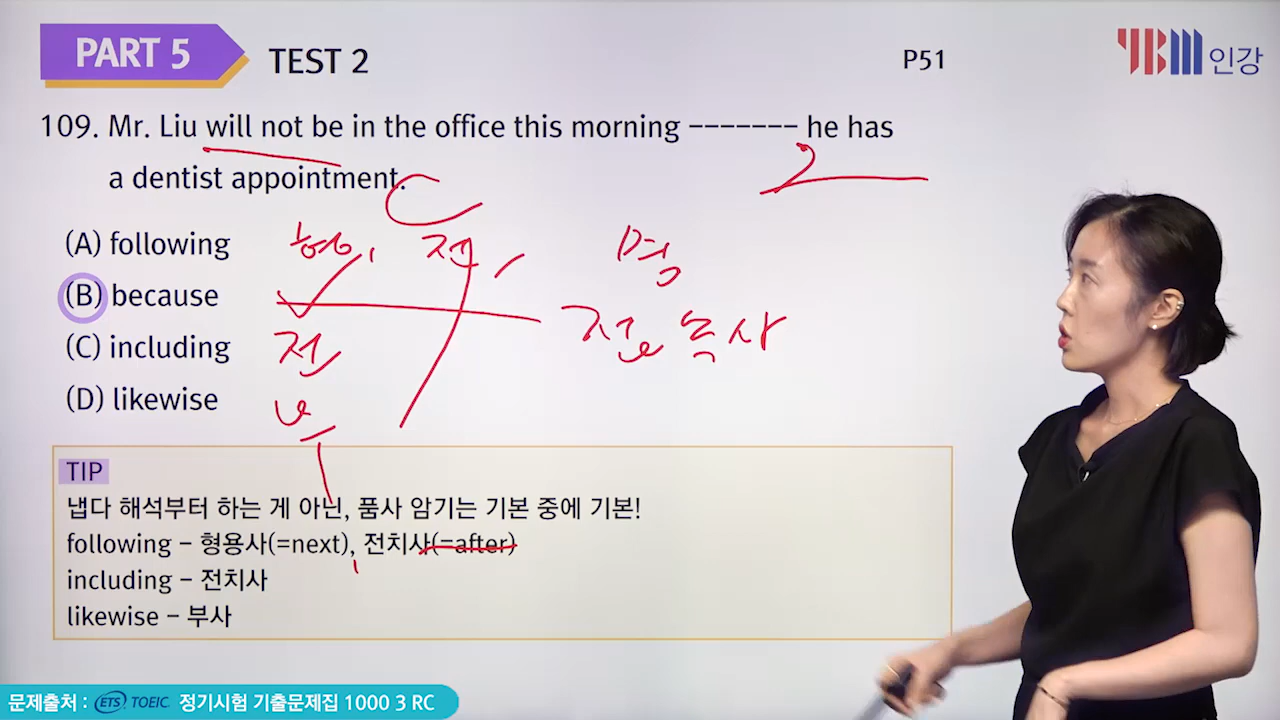 PART 5
TEST 2
P51
YBM 인강
109. Mr. Liu will not be in the office this morning ------- he has
2
a dentist appointment.
(A) following 형, 전, 명
(B) because
(C) including 전
(D) likewise 부
TIP
냅다 해석부터 하는 게 아닌, 품사 암기는 기본 중에 기본!
following – 형용사(=next), 전치사(=after)
including – 전치사
likewise – 부사
문제출처 : ETS TOEIC 정기시험 기출문제집 1000 3 RC